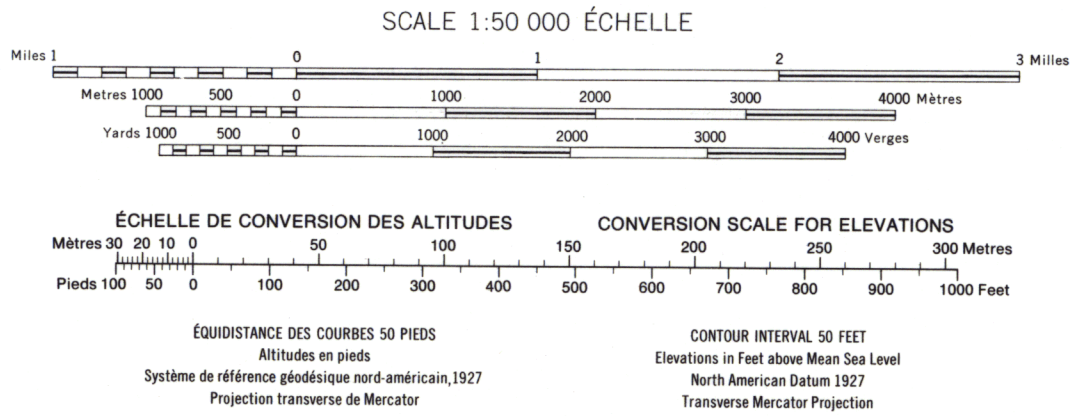 SCALE 1:50 000 ÉCHELLE
Miles 1 0 1 2 3 Milles
Metres 1000 500 0 1000 2000 3000 4000 Mètres
Yards 1000 500 0 1000 2000 3000 4000 Verges
ÉCHELLE DE CONVERSION DES ALTITUDES CONVERSION SCALE FOR ELEVATIONS
Mètres 30 20 10 0 50 100 150 200 250 300 Metres
Pieds 100 50 0 100 200 300 400 500 600 700 800 900 1000 Feet
ÉQUIDISTANCE DES COURBES 50 PIEDS
Altitudes en pieds
Système de référence géodésique nord-américain,1927
Projection transverse de Mercator
CONTOUR INTERVAL 50 FEET
Elevations in Feet above Mean Sea Level
North American Datum 1927
Transverse Mercator Projection